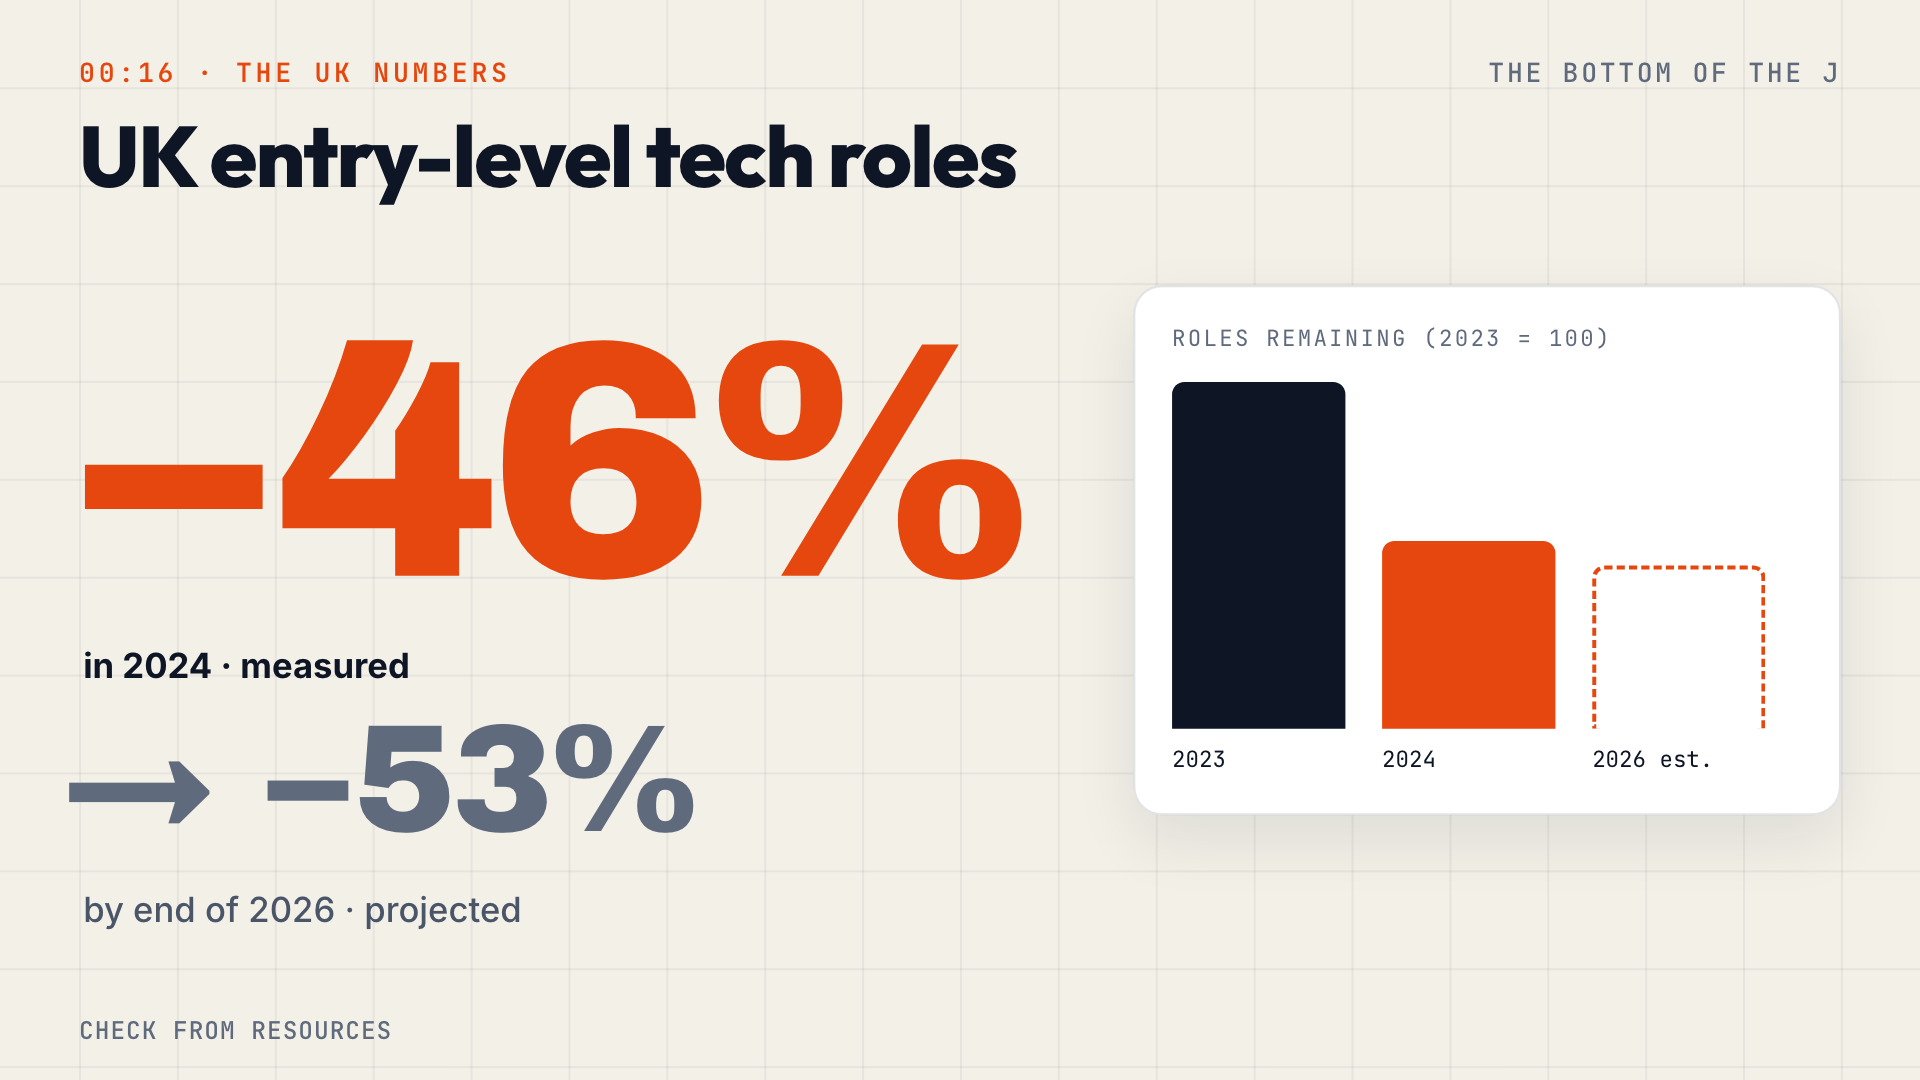 00:16 · THE UK NUMBERS
THE BOTTOM OF THE J
UK entry-level tech roles
–46%
in 2024 · measured
→ –53%
by end of 2026 · projected
ROLES REMAINING (2023 = 100)
2023
2024
2026 est.
CHECK FROM RESOURCES